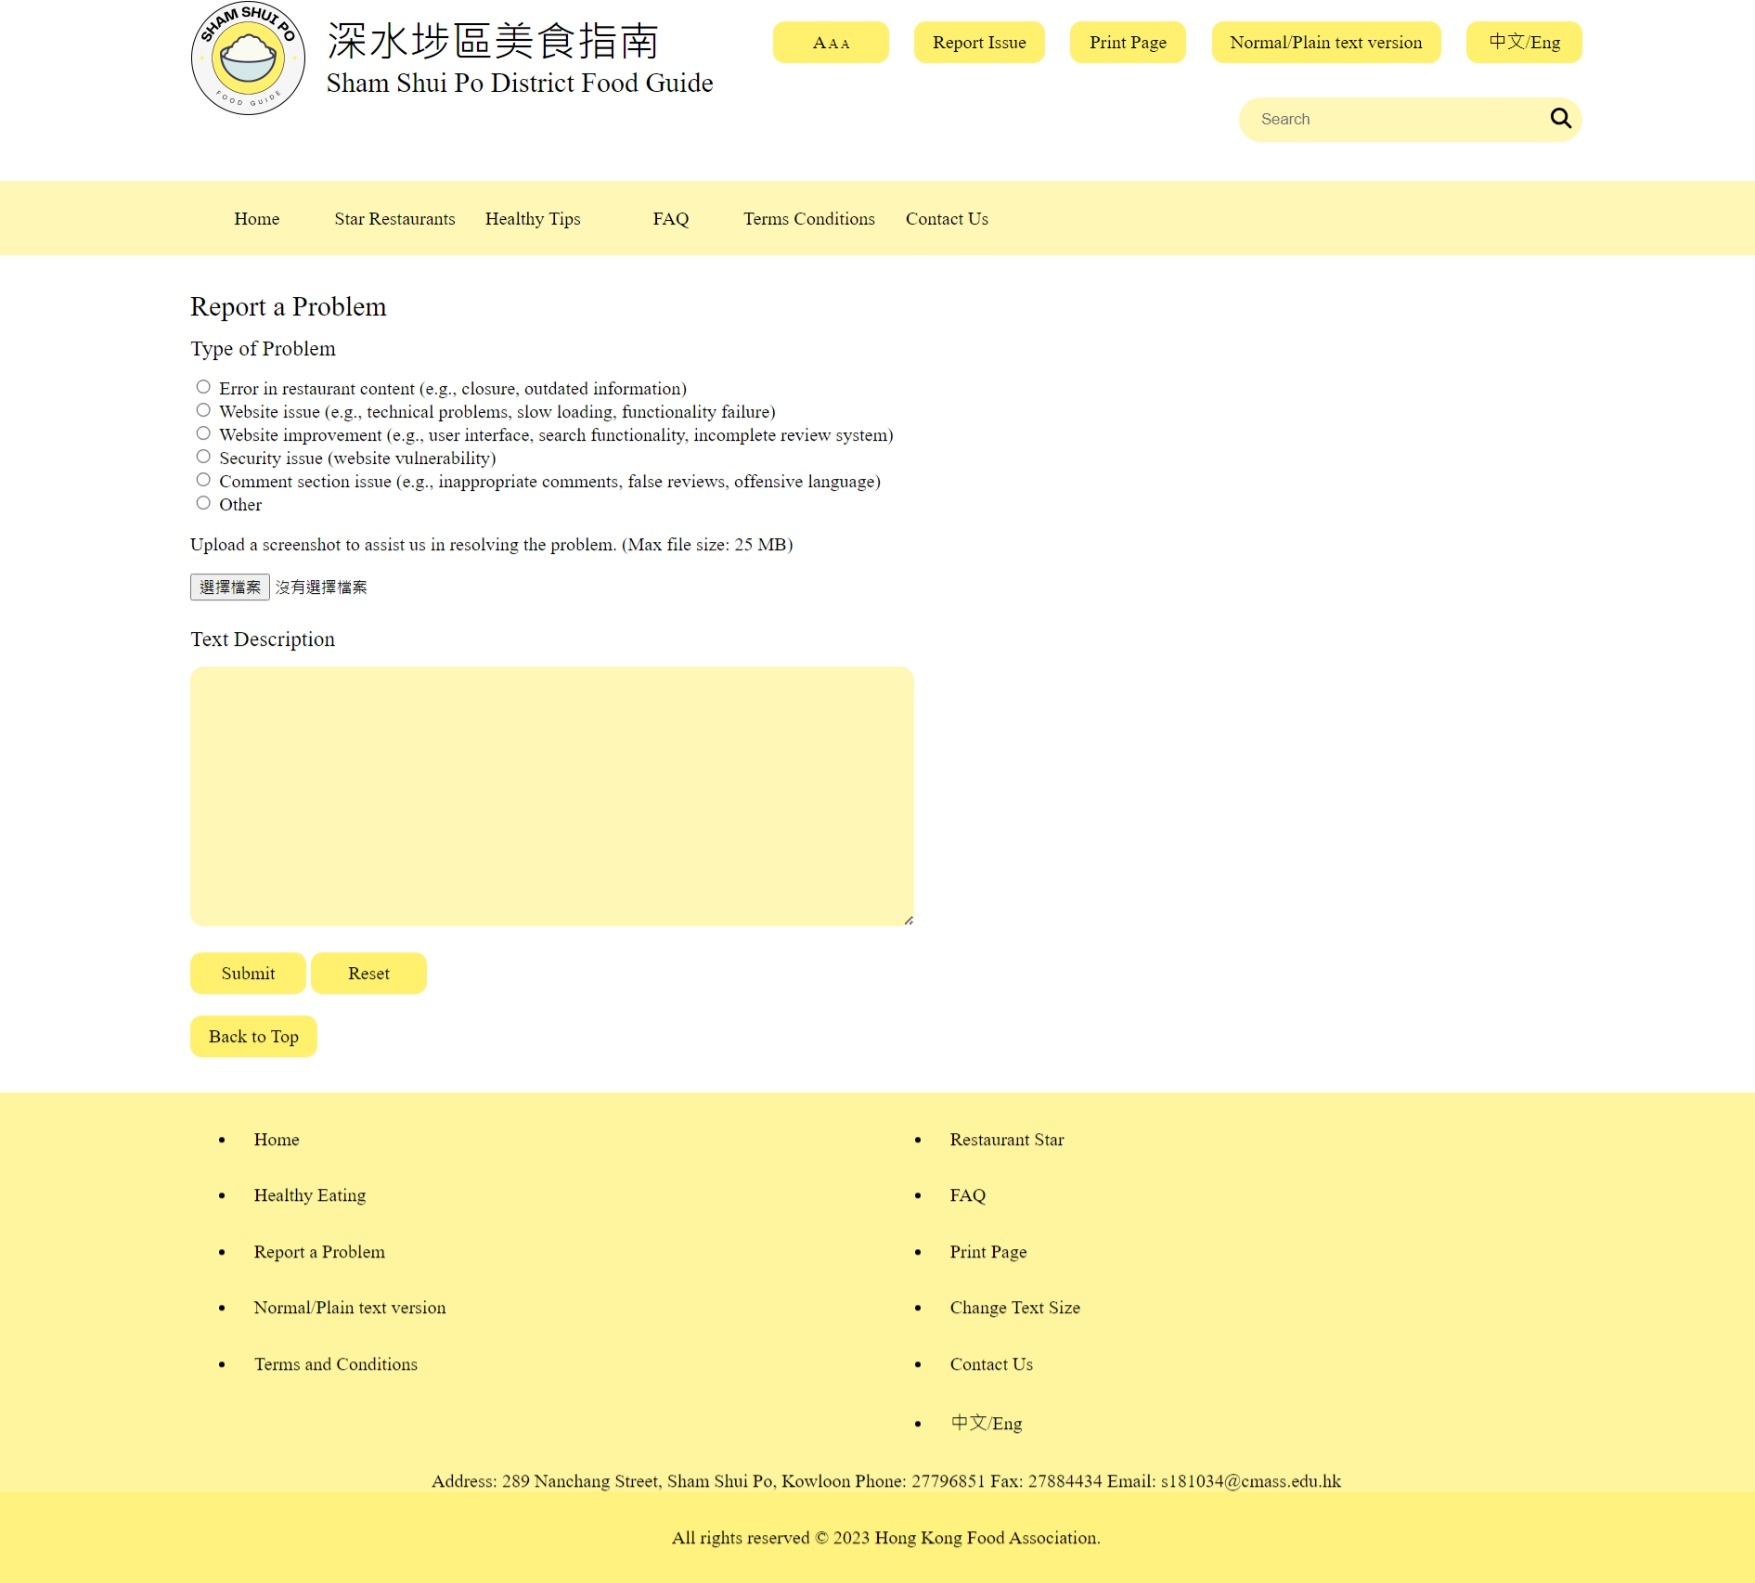 SHAM SHUI PO
FOOD GUIDE
深水埗區美食指南
Sham Shui Po District Food Guide
A A A
Report Issue
Print Page
Normal/Plain text version
中文/Eng
Search
Home
Star Restaurants
Healthy Tips
FAQ
Terms Conditions
Contact Us
Report a Problem
Type of Problem
Error in restaurant content (e.g., closure, outdated information)
Website issue (e.g., technical problems, slow loading, functionality failure)
Website improvement (e.g., user interface, search functionality, incomplete review system)
Security issue (website vulnerability)
Comment section issue (e.g., inappropriate comments, false reviews, offensive language)
Other
Upload a screenshot to assist us in resolving the problem. (Max file size: 25 MB)
選擇檔案 沒有選擇檔案
Text Description
Submit
Reset
Back to Top
Home
Healthy Eating
Report a Problem
Normal/Plain text version
Terms and Conditions
Restaurant Star
FAQ
Print Page
Change Text Size
Contact Us
中文/Eng
Address: 289 Nanchang Street, Sham Shui Po, Kowloon Phone: 27796851 Fax: 27884434 Email: s181034@cmass.edu.hk
All rights reserved © 2023 Hong Kong Food Association.